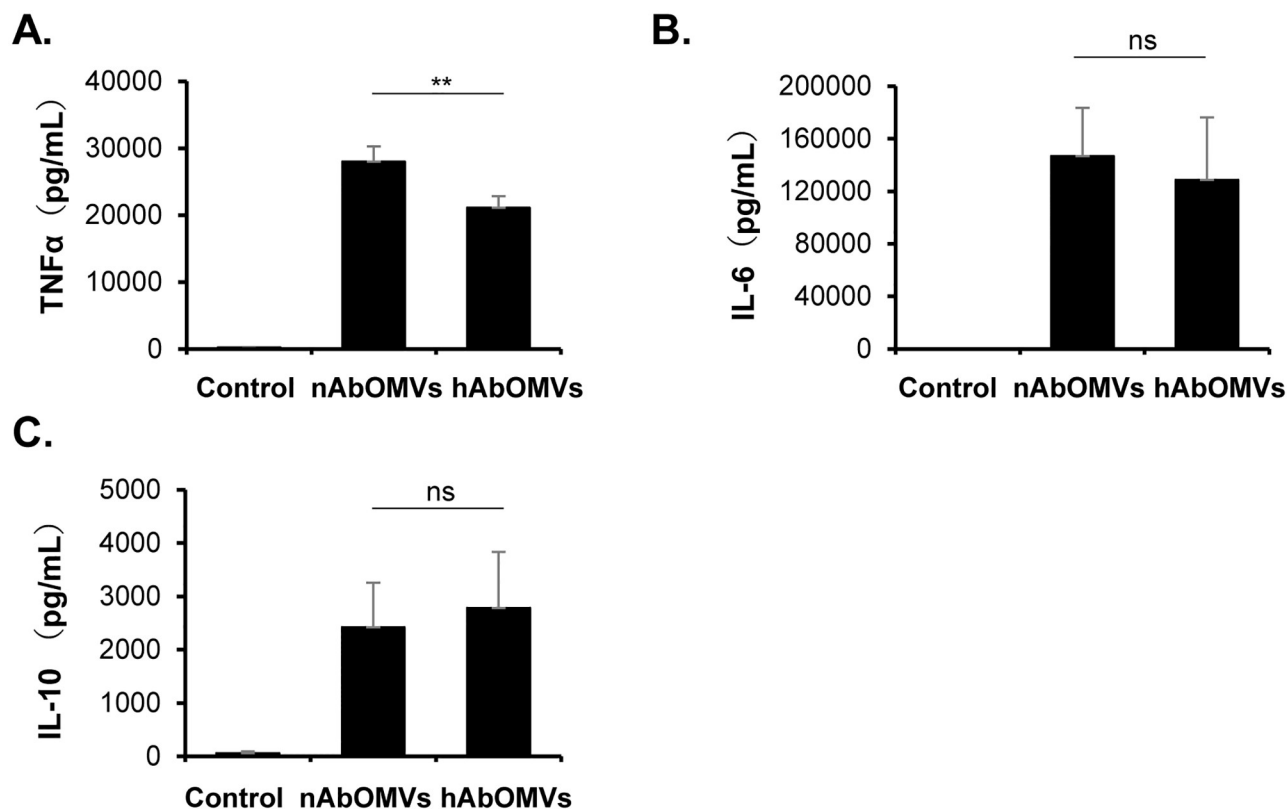 A.
**
40000
30000
20000
10000
0
TNFα（pg/mL）
Control nAbOMVs hAbOMVs
B.
ns
200000
160000
120000
80000
40000
0
IL-6（pg/mL）
nAbOMVs hAbOMVs
C.
ns
5000
4000
3000
2000
1000
0
IL-10（pg/mL）
Control nAbOMVs hAbOMVs